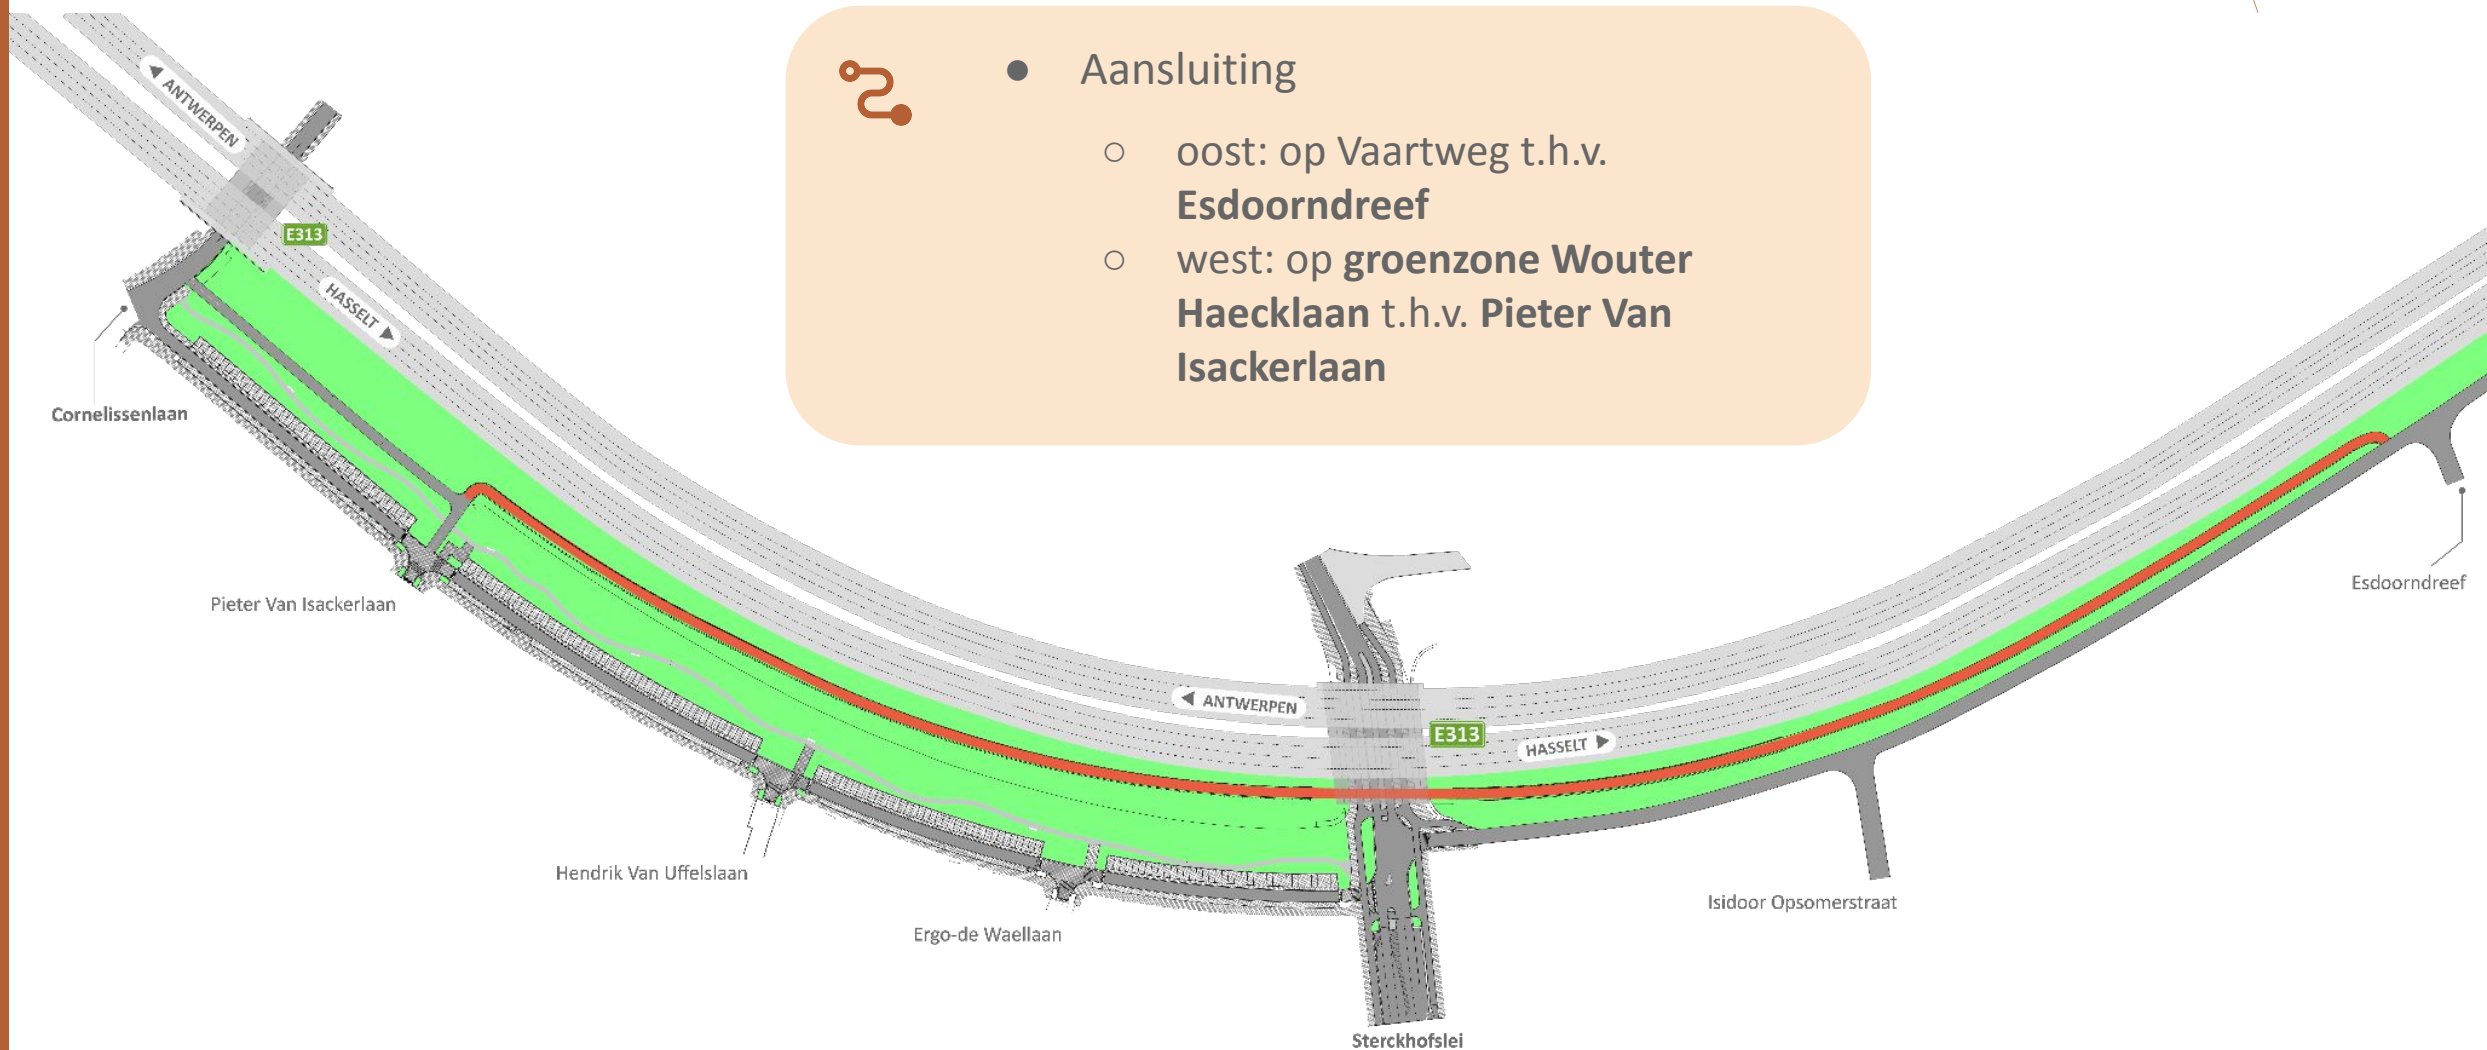 Aansluiting
oost: op Vaartweg t.h.v.
Esdoorndreef
west: op groenzone Wouter
Haecklaan t.h.v. Pieter Van
Isackerlaan
ANTWERPEN
E313
HASSELT
Cornelissenlaan
Pieter Van Isackerlaan
Hendrik Van Uffelslaan
Ergo-de Waellaan
ANTWERPEN
E313
HASSELT
Esdoorndreef
Isidoor Opsomerstraat
Sterckhofslei